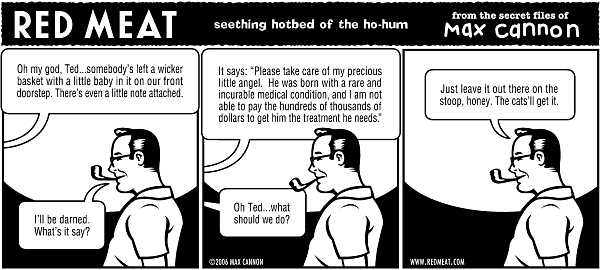 RED MEAT
seething hotbed of the ho-hum
from the secret files of
Max cannon
Oh my god, Ted...somebody's left a wicker
basket with a little baby in it on our front
doorstep. There's even a little note attached.
I'll be darned.
What's it say?
It says: "Please take care of my precious
little angel. He was born with a rare and
incurable medical condition, and I am not
able to pay the hundreds of thousands of
dollars to get him the treatment he needs."
Oh Ted...what
should we do?
©2006 MAX CANNON
Just leave it out there on the
stoop, honey. The cats'll get it.
WWW.REDMEAT.COM